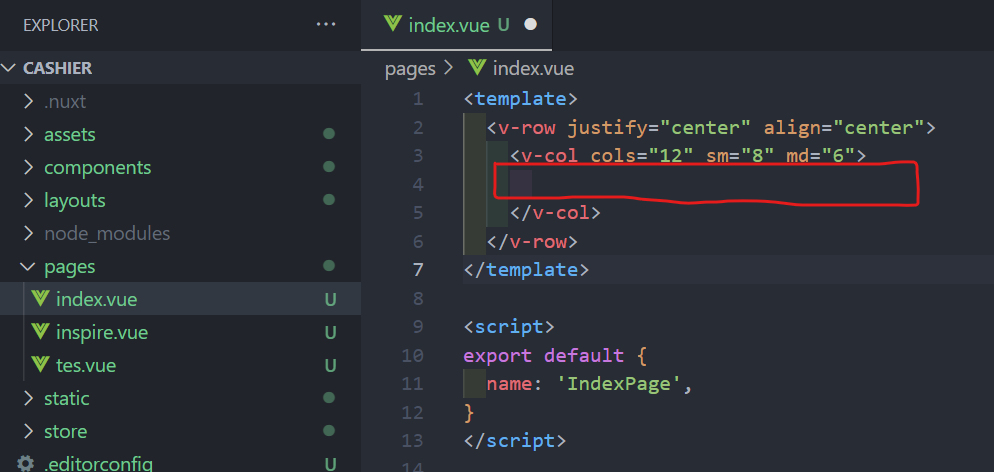 EXPLORER ...
CASHIER
.nuxt
assets
components
layouts
node_modules
pages
index.vue U
inspire.vue U
tes.vue U
static
store
.editorconfig U
index.vue U
pages > index.vue
1 <template>
2 <v-row justify="center" align="center">
3 <v-col cols="12" sm="8" md="6">
4
5 </v-col>
6 </v-row>
7 </template>
8
9 <script>
10 export default {
11 name: 'IndexPage',
12 }
13 </script>
14